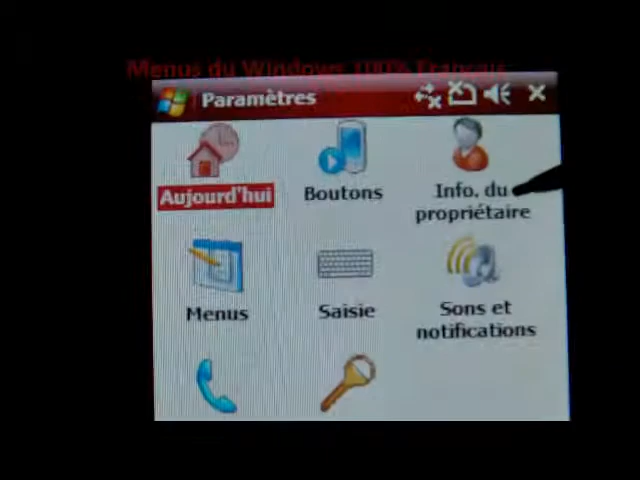 Menus du Windows 100% Français
Paramètres
Aujourd'hui
Boutons
Info. du
propriétaire
Menus
Saisie
Sons et
notifications